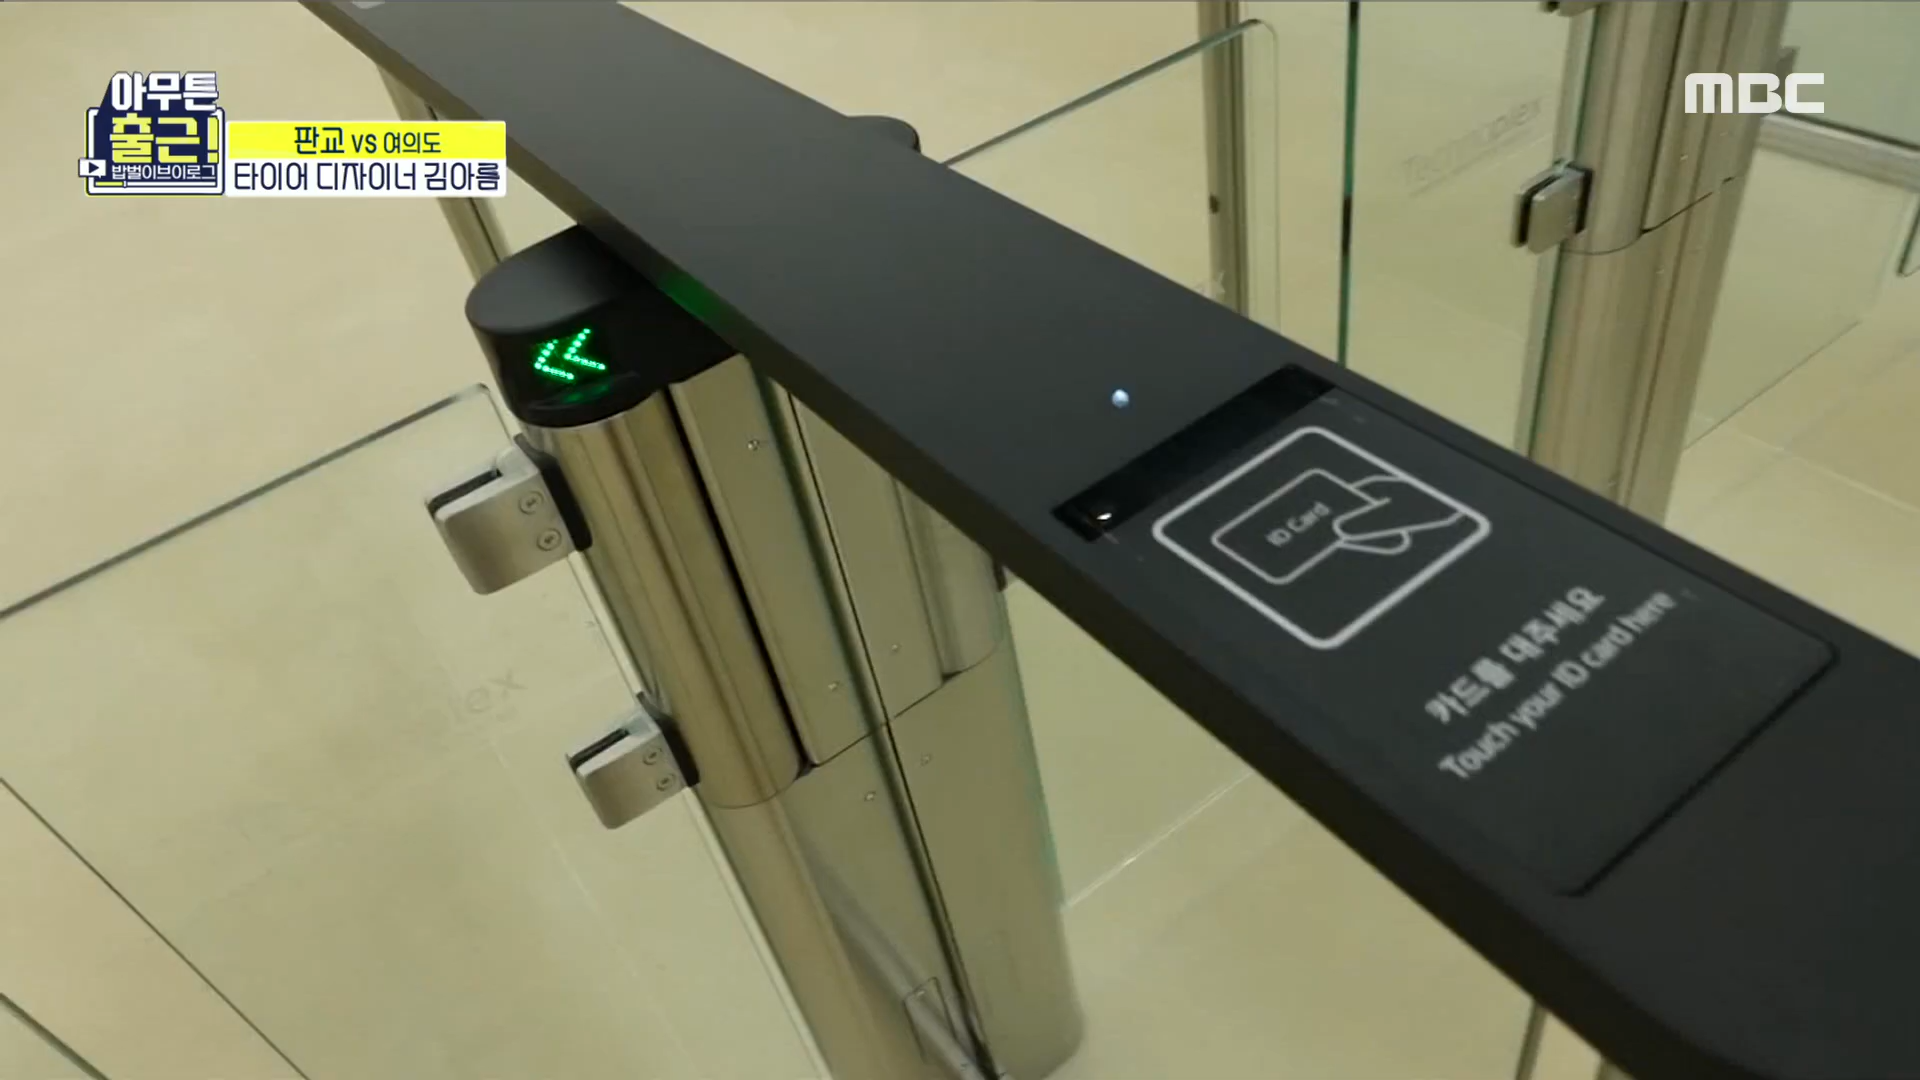 아무튼
출근!
밥벌이브이로그
판교 VS 여의도
타이어 디자이너 김아름
MBC
Technoplex
ID Card
카드를 대주세요
Touch your ID card here